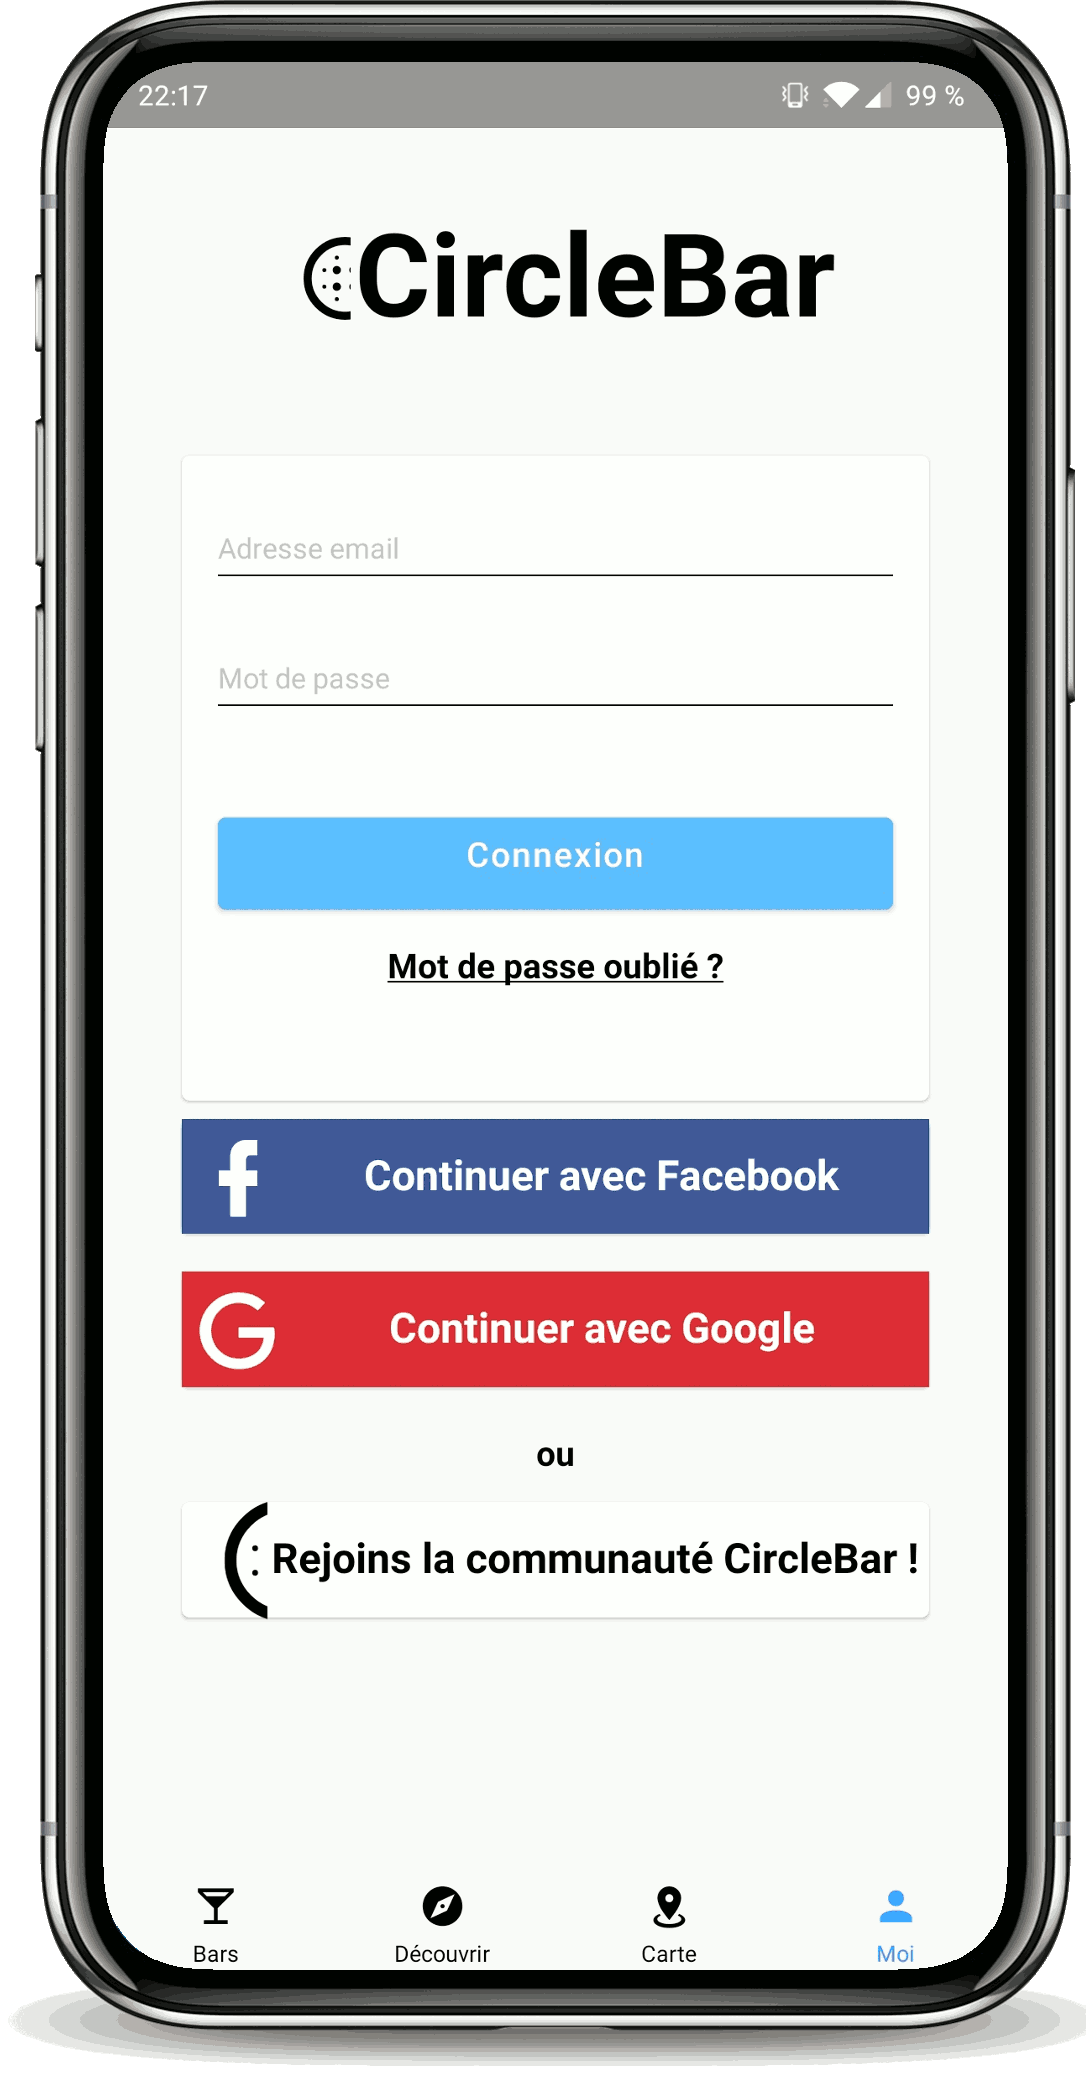 22:17 99 %
CircleBar
Adresse email
Mot de passe
Connexion
Mot de passe oublié ?
Continuer avec Facebook
Continuer avec Google
ou
Rejoins la communauté CircleBar !
Bars Découvrir Carte Moi